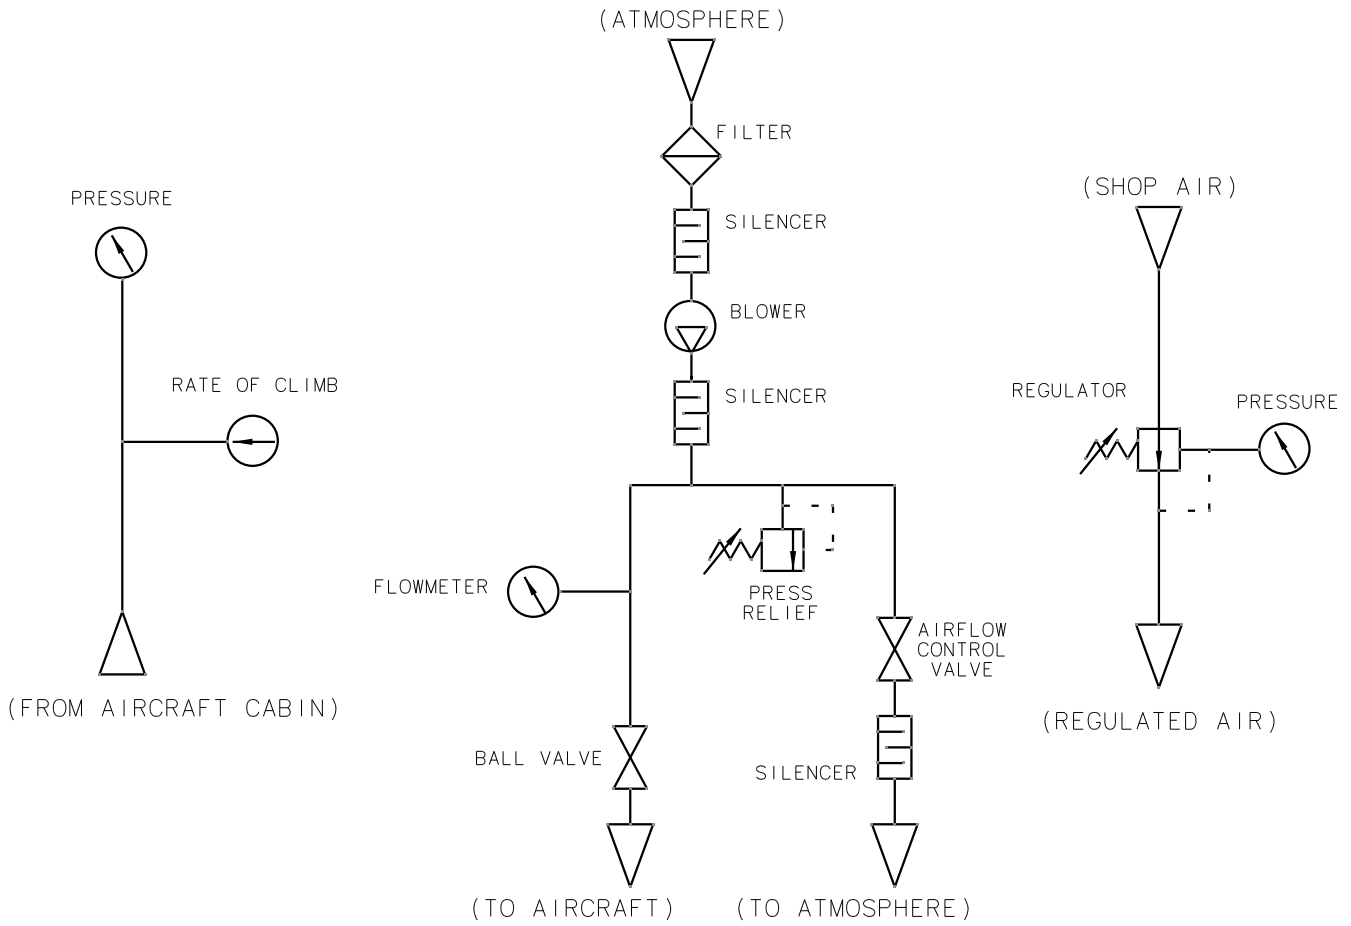 (ATMOSPHERE)
FILTER
SILENCER
BLOWER
SILENCER
PRESSURE
RATE OF CLIMB
(FROM AIRCRAFT CABIN)
FLOWMETER
PRESS
RELIEF
AIRFLOW
CONTROL
VALVE
BALL VALVE
SILENCER
(TO AIRCRAFT)
(TO ATMOSPHERE)
(SHOP AIR)
REGULATOR
PRESSURE
(REGULATED AIR)